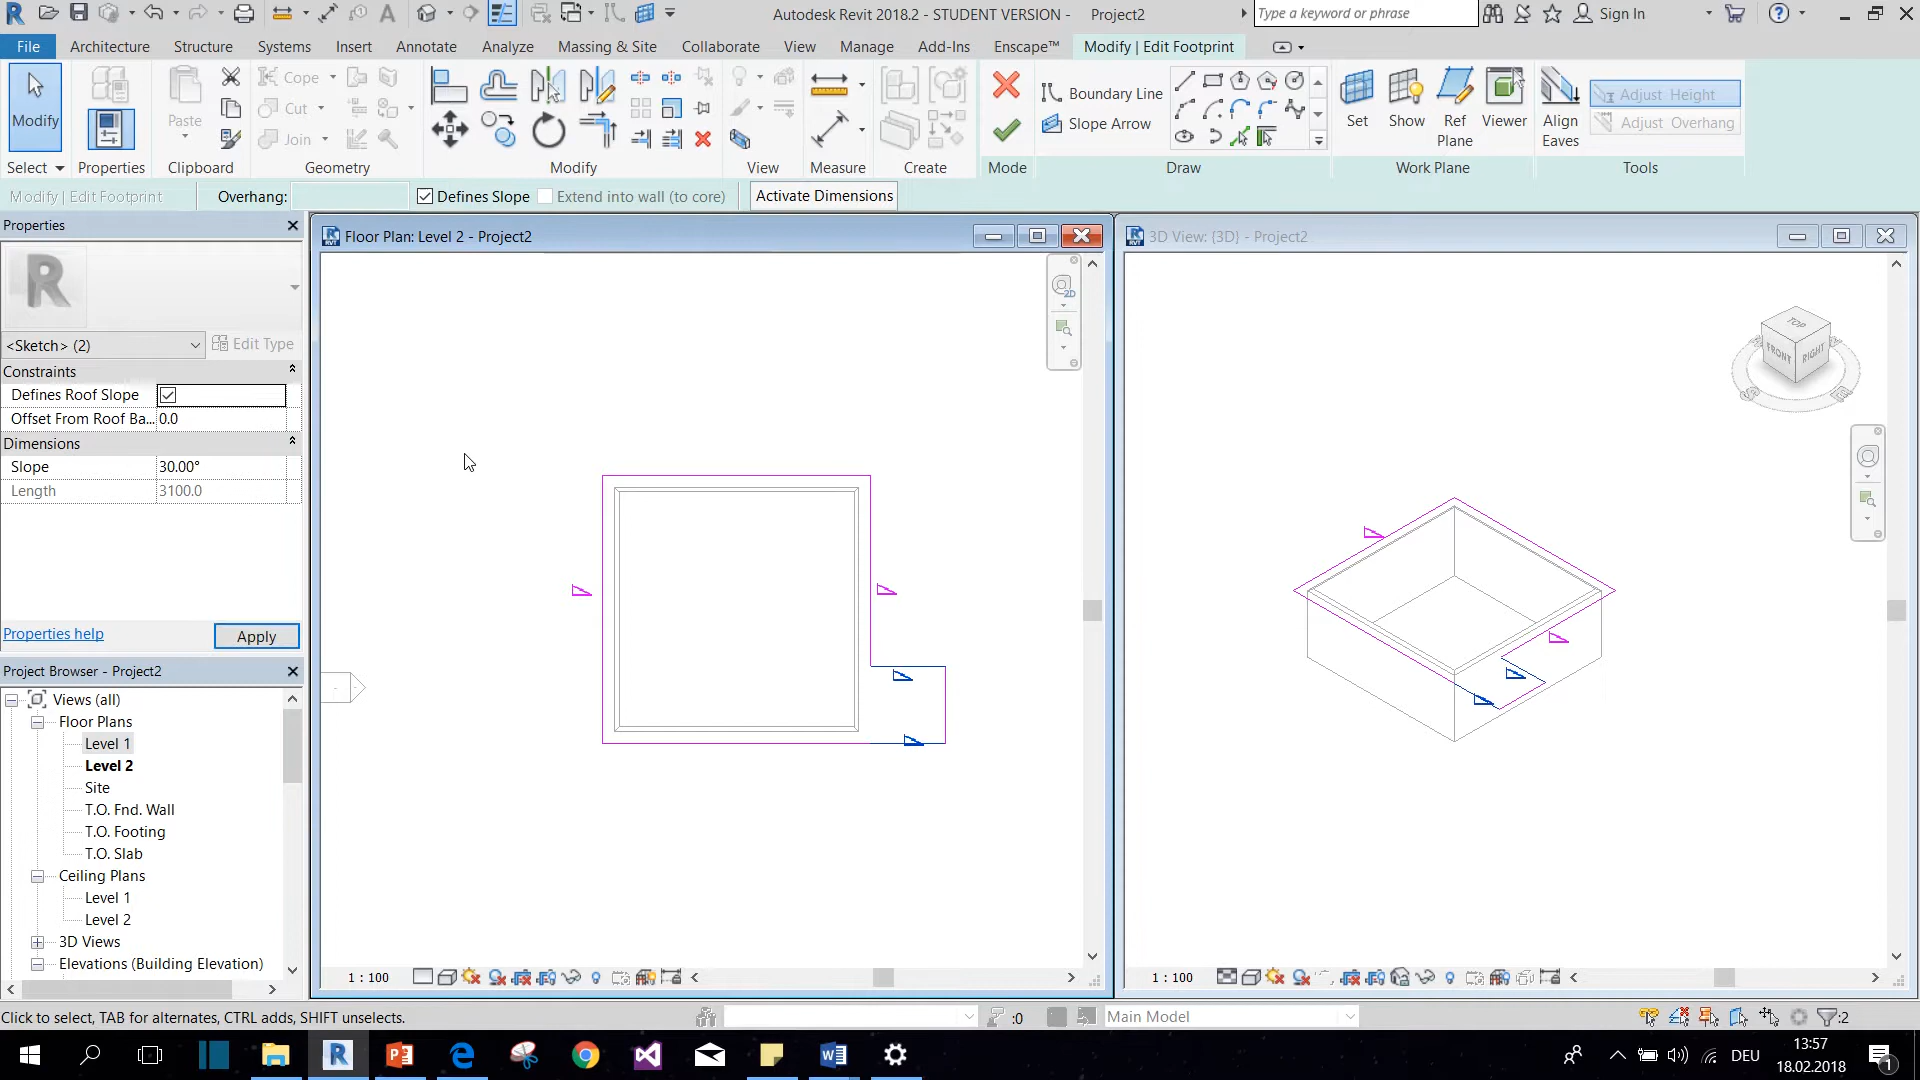 Autodesk Revit 2018.2 - STUDENT VERSION - Project2
Type a keyword or phrase
Sign In
File Architecture Structure Systems Insert Annotate Analyze Massing & Site Collaborate View Manage Add-Ins Enscape™ Modify | Edit Footprint
Cope
Boundary Line
Adjust Height
Modify
Paste
Cut
Slope Arrow
Set Show Ref Plane Viewer Align Eaves
Adjust Overhang
Join
Select Properties Clipboard Geometry Modify View Measure Create Mode Draw Work Plane Tools
Modify | Edit Footprint Overhang: Defines Slope Extend into wall (to core) Activate Dimensions
Properties
R
<Sketch> (2) Edit Type
Constraints
Defines Roof Slope
Offset From Roof Ba... 0.0
Dimensions
Slope 30.00°
Length 3100.0
Properties help Apply
Project Browser - Project2
Views (all)
Floor Plans
Level 1
Level 2
Site
T.O. Fnd. Wall
T.O. Footing
T.O. Slab
Ceiling Plans
Level 1
Level 2
3D Views
Elevations (Building Elevation)
Floor Plan: Level 2 - Project2
2D
1 : 100
3D View: {3D} - Project2
TOP
FRONT
RIGHT
1 : 100
Click to select, TAB for alternates, CTRL adds, SHIFT unselects.
:0
Main Model
:2
DEU
13:57
18.02.2018
1